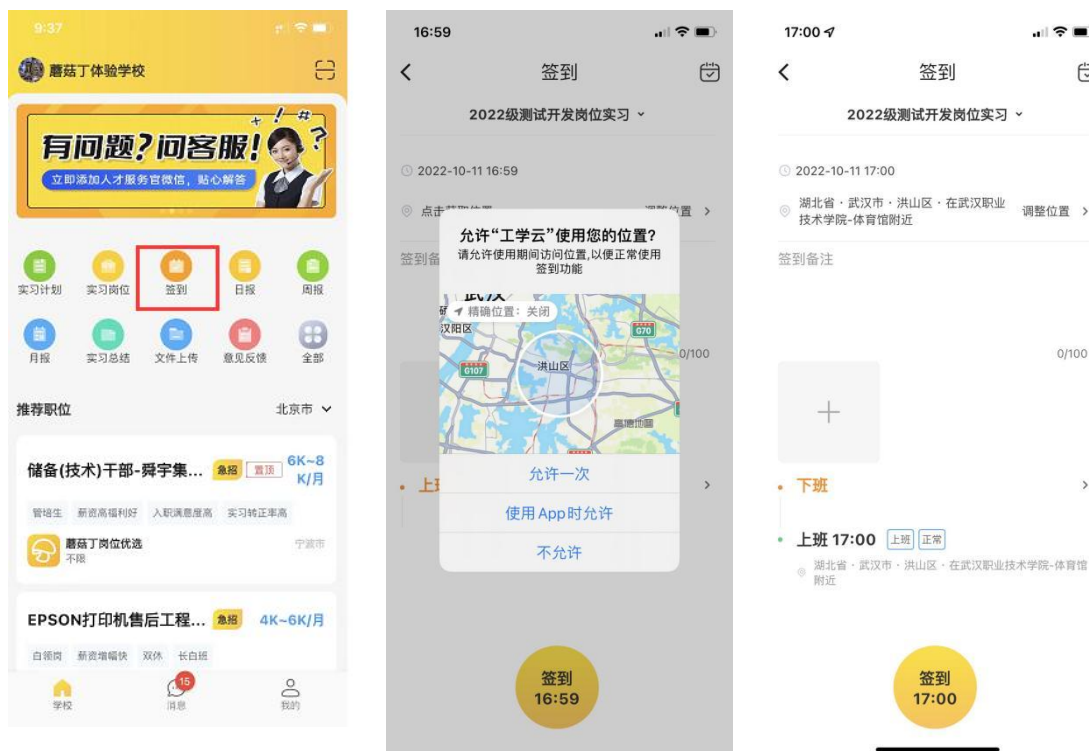 9:37
蘑菇丁体验学校
有问题?问客服!
立即添加人才服务官微信，贴心解答
实习计划 实习岗位 签到 日报 周报
月报 实习总结 文件上传 意见反馈 全部
推荐职位 北京市
储备(技术)干部-舜宇集... 急招 置顶 6K~8
K/月
管培生 薪资高福利好 入职满意度高 实习转正率高
蘑菇丁岗位优选 宁波市
不限
EPSON打印机售后工程... 急招 4K~6K/月
白领岗 薪资增幅快 双休 长白班
15
学校 消息 我的
16:59
签到
2022级测试开发岗位实习
2022-10-11 16:59
点击
签到备
允许“工学云”使用您的位置?
请允许使用期间访问位置,以便正常使用
签到功能
武汉
精确位置：关闭
汉阳区
G70
G107
洪山区
高德地图
0/100
允许一次
使用App时允许
不允许
签到
16:59
17:00
签到
2022级测试开发岗位实习
2022-10-11 17:00
湖北省·武汉市·洪山区·在武汉职业
技术学院-体育馆附近
调整位置
签到备注
0/100
下班
上班 17:00 上班 正常
湖北省·武汉市·洪山区·在武汉职业技术学院-体育馆
附近
签到
17:00